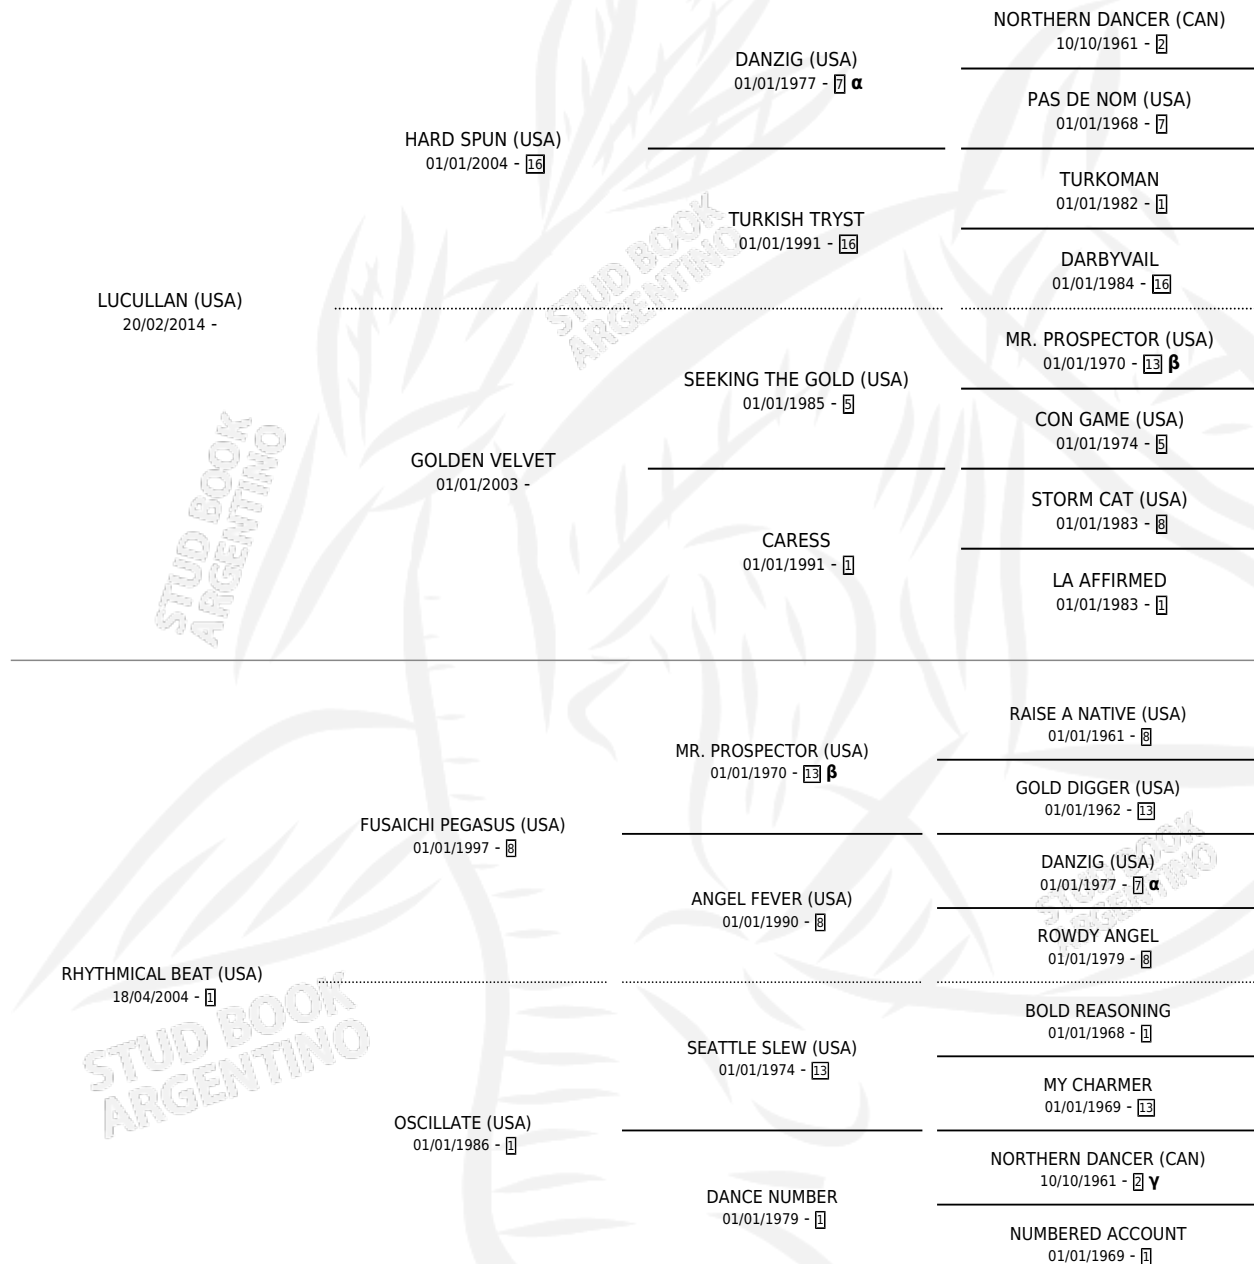 NORTHERN DANCER (CAN)
10/10/1961 - 2
DANZIG (USA)
01/01/1977 - 7 α
PAS DE NOM (USA)
01/01/1968 - 7
HARD SPUN (USA)
01/01/2004 - 16
TURKOMAN
01/01/1982 - 1
TURKISH TRYST
01/01/1991 - 16
DARBYVAIL
01/01/1984 - 16
LUCULLAN (USA)
20/02/2014 -
MR. PROSPECTOR (USA)
01/01/1970 - 13 β
SEEKING THE GOLD (USA)
01/01/1985 - 5
CON GAME (USA)
01/01/1974 - 5
GOLDEN VELVET
01/01/2003 -
STORM CAT (USA)
01/01/1983 - 8
CARESS
01/01/1991 - 1
LA AFFIRMED
01/01/1983 - 1
RAISE A NATIVE (USA)
01/01/1961 - 8
MR. PROSPECTOR (USA)
01/01/1970 - 13 β
GOLD DIGGER (USA)
01/01/1962 - 13
FUSAICHI PEGASUS (USA)
01/01/1997 - 8
DANZIG (USA)
01/01/1977 - 7 α
ANGEL FEVER (USA)
01/01/1990 - 8
ROWDY ANGEL
01/01/1979 - 8
RHYTHMICAL BEAT (USA)
18/04/2004 - 1
BOLD REASONING
01/01/1968 - 1
SEATTLE SLEW (USA)
01/01/1974 - 13
MY CHARMER
01/01/1969 - 13
OSCILLATE (USA)
01/01/1986 - 1
NORTHERN DANCER (CAN)
10/10/1961 - 2 γ
DANCE NUMBER
01/01/1979 - 1
NUMBERED ACCOUNT
01/01/1969 - 1
STUD BOOK
ARGENTINO
STUD BOOK
ARGENTINO
STUD BOOK
ARGENTINO
STUD BOOK
ARGENTINO